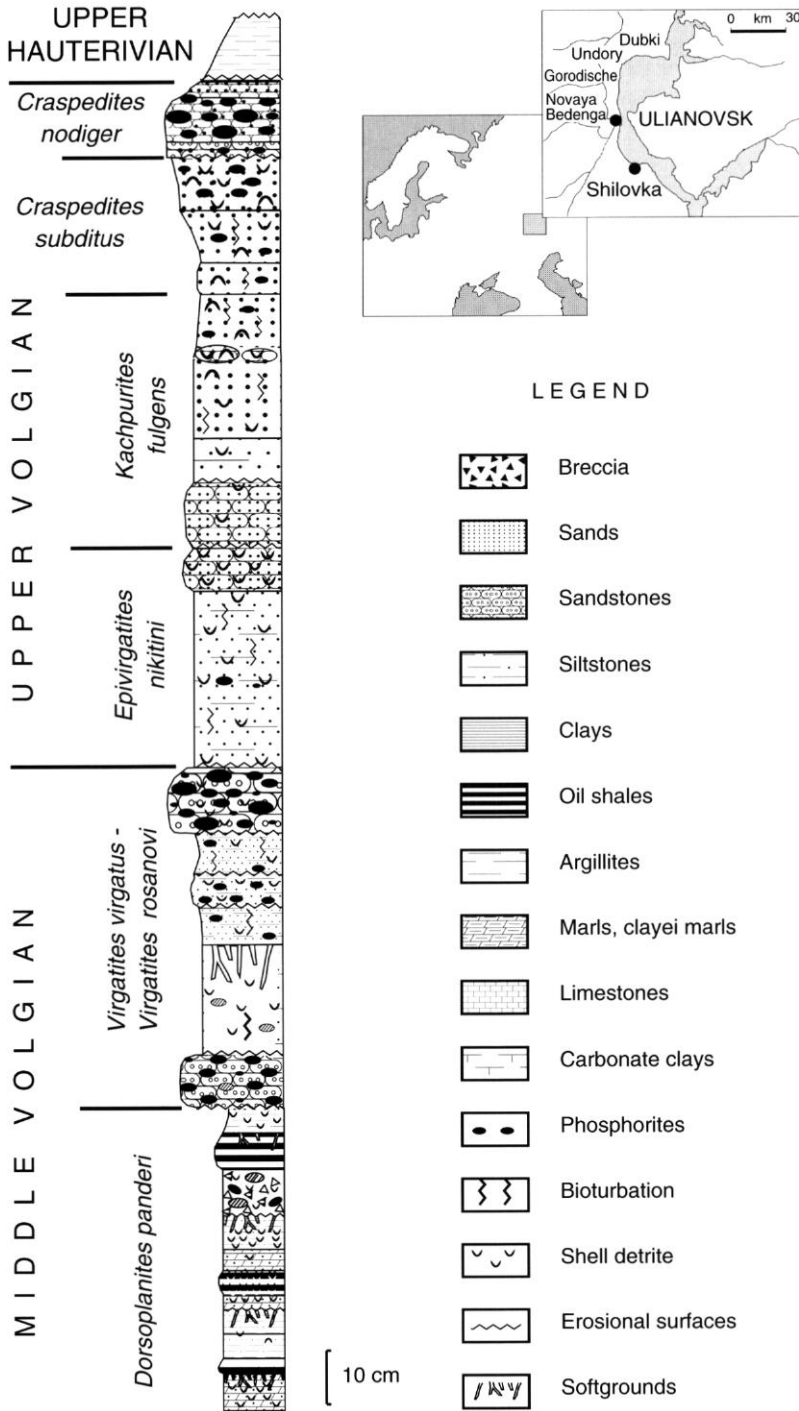 UPPER
HAUTERIVIAN
Craspedites
nodiger
Craspedites
subditus
UPPER VOLGIAN
Kachpurites
fulgens
Epivirgatites
nikitini
MIDDLE VOLGIAN
Virgatites virgatus -
Virgatites rosanovi
Dorsoplanites panderi
10 cm
0 km 30
Dubki
Undory
Gorodische
Novaya
Bedenga
ULIANOVSK
Shilovka
LEGEND
Breccia
Sands
Sandstones
Siltstones
Clays
Oil shales
Argillites
Marls, clayei marls
Limestones
Carbonate clays
Phosphorites
Bioturbation
Shell detrite
Erosional surfaces
Softgrounds